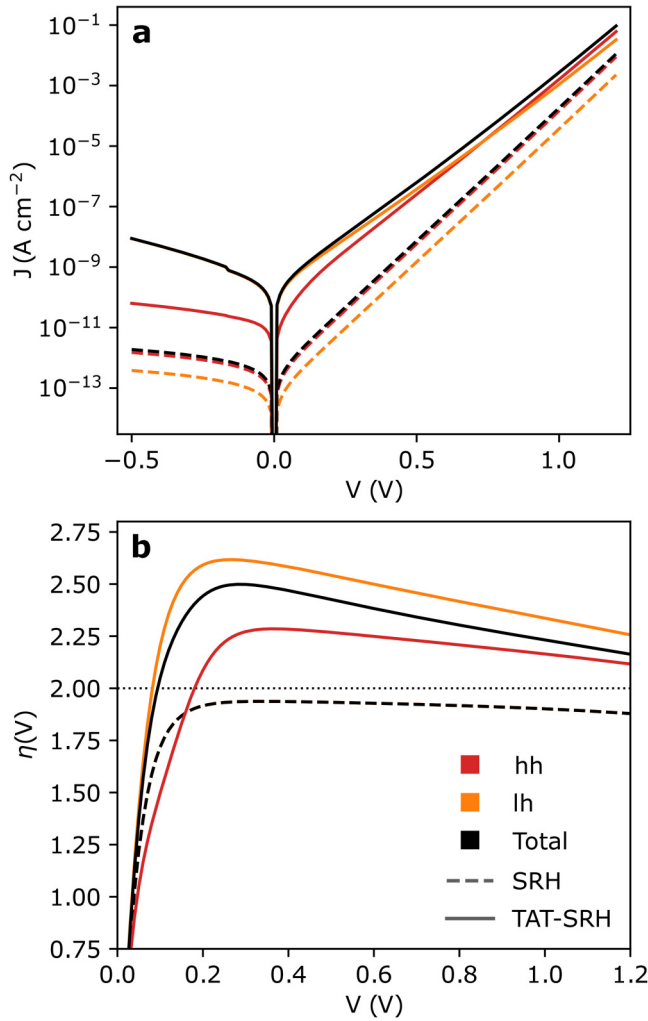 a
J (A cm⁻²)
10⁻¹
10⁻³
10⁻⁵
10⁻⁷
10⁻⁹
10⁻¹¹
10⁻¹³
−0.5 0.0 0.5 1.0
V (V)
b
η(V)
2.75
2.50
2.25
2.00
1.75
1.50
1.25
1.00
0.75
hh
lh
Total
SRH
TAT-SRH
0.0 0.2 0.4 0.6 0.8 1.0 1.2
V (V)